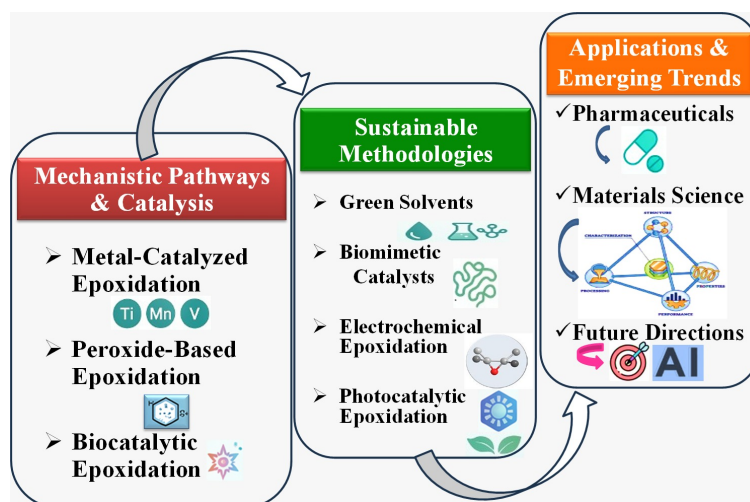 Mechanistic Pathways
& Catalysis
Metal-Catalyzed
Epoxidation
Ti Mn V
Peroxide-Based
Epoxidation
Biocatalytic
Epoxidation
Sustainable
Methodologies
Green Solvents
Biomimetic
Catalysts
Electrochemical
Epoxidation
Photocatalytic
Epoxidation
Applications &
Emerging Trends
Pharmaceuticals
Materials Science
STRUCTURE
CHARACTERIZATION
PROCESSING
PROPERTIES
PERFORMANCE
Future Directions
AI